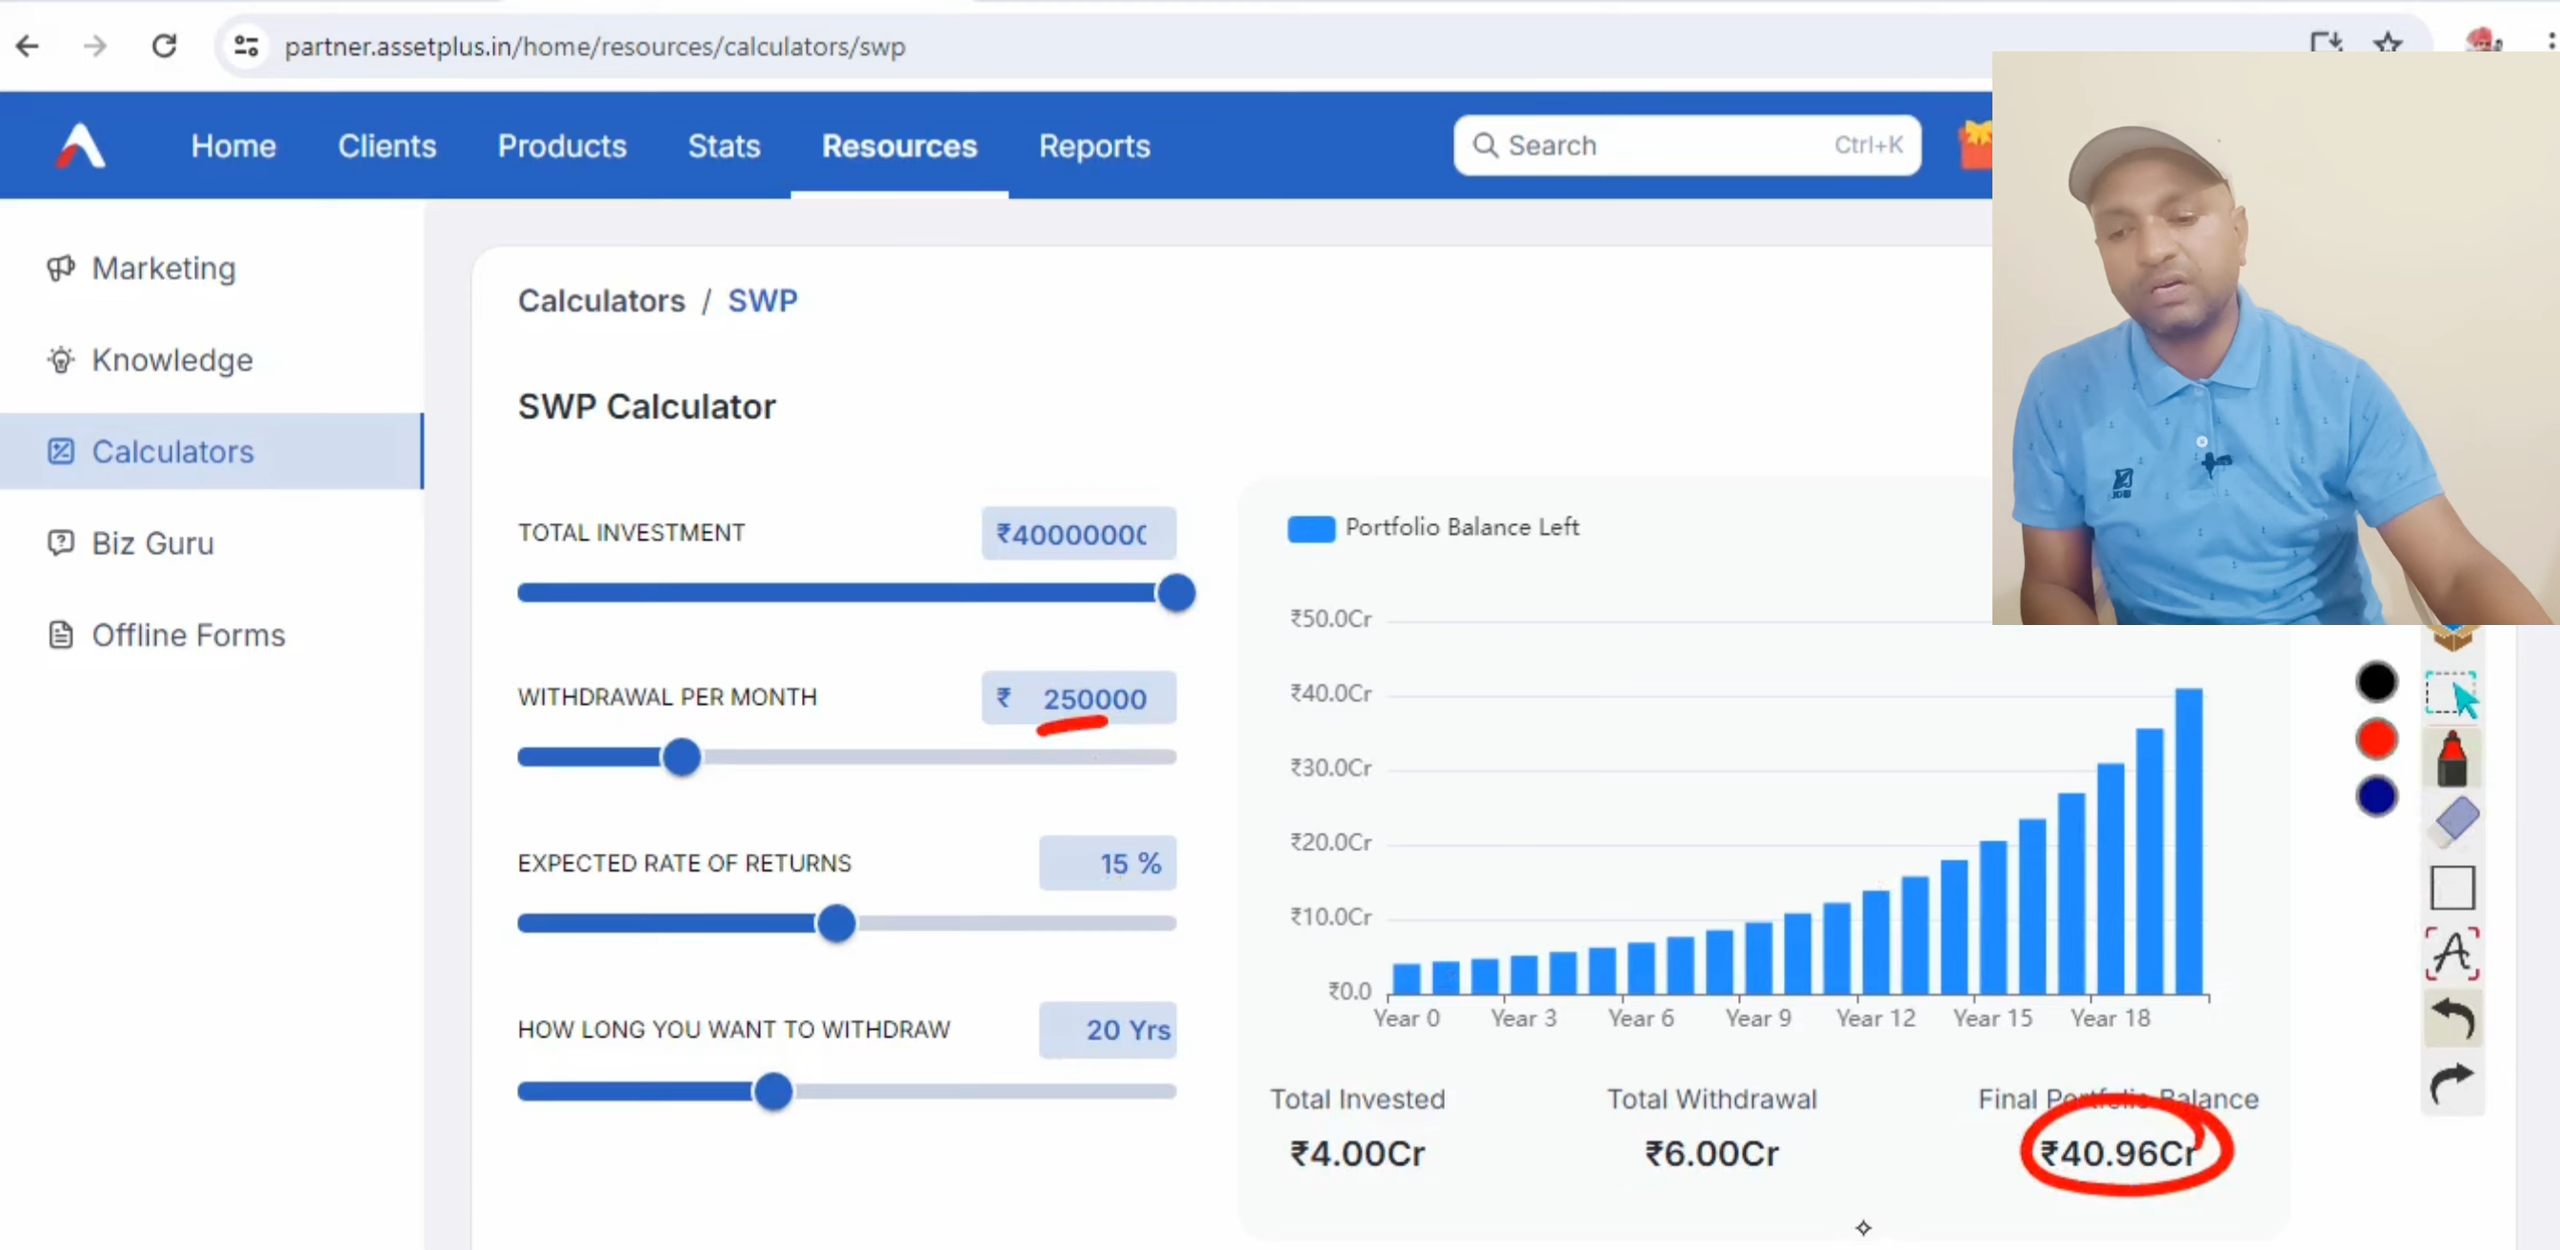 partner.assetplus.in/home/resources/calculators/swp
Home Clients Products Stats Resources Reports
Search Ctrl+K
Marketing
Knowledge
Calculators
Biz Guru
Offline Forms
Calculators / SWP
SWP Calculator
TOTAL INVESTMENT ₹40000000
WITHDRAWAL PER MONTH ₹ 250000
EXPECTED RATE OF RETURNS 15 %
HOW LONG YOU WANT TO WITHDRAW 20 Yrs
Portfolio Balance Left
₹50.0Cr
₹40.0Cr
₹30.0Cr
₹20.0Cr
₹10.0Cr
₹0.0
Year 0 Year 3 Year 6 Year 9 Year 12 Year 15 Year 18
Total Invested Total Withdrawal Final Portfolio Balance
₹4.00Cr ₹6.00Cr ₹40.96Cr